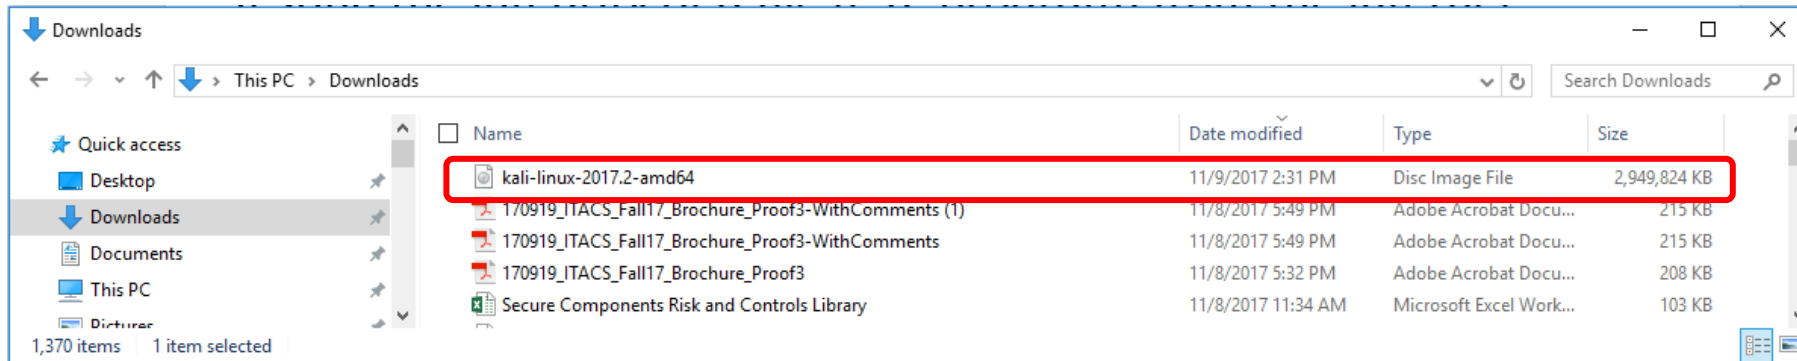 Downloads
This PC > Downloads
Search Downloads
Quick access
Desktop
Downloads
Documents
This PC
Pictures
Name Date modified Type Size
kali-linux-2017.2-amd64 11/9/2017 2:31 PM Disc Image File 2,949,824 KB
170919_ITACS_Fall17_Brochure_Proof3-WithComments (1) 11/8/2017 5:49 PM Adobe Acrobat Docu... 215 KB
170919_ITACS_Fall17_Brochure_Proof3-WithComments 11/8/2017 5:49 PM Adobe Acrobat Docu... 215 KB
170919_ITACS_Fall17_Brochure_Proof3 11/8/2017 5:32 PM Adobe Acrobat Docu... 208 KB
Secure Components Risk and Controls Library 11/8/2017 11:34 AM Microsoft Excel Work... 103 KB
1,370 items 1 item selected